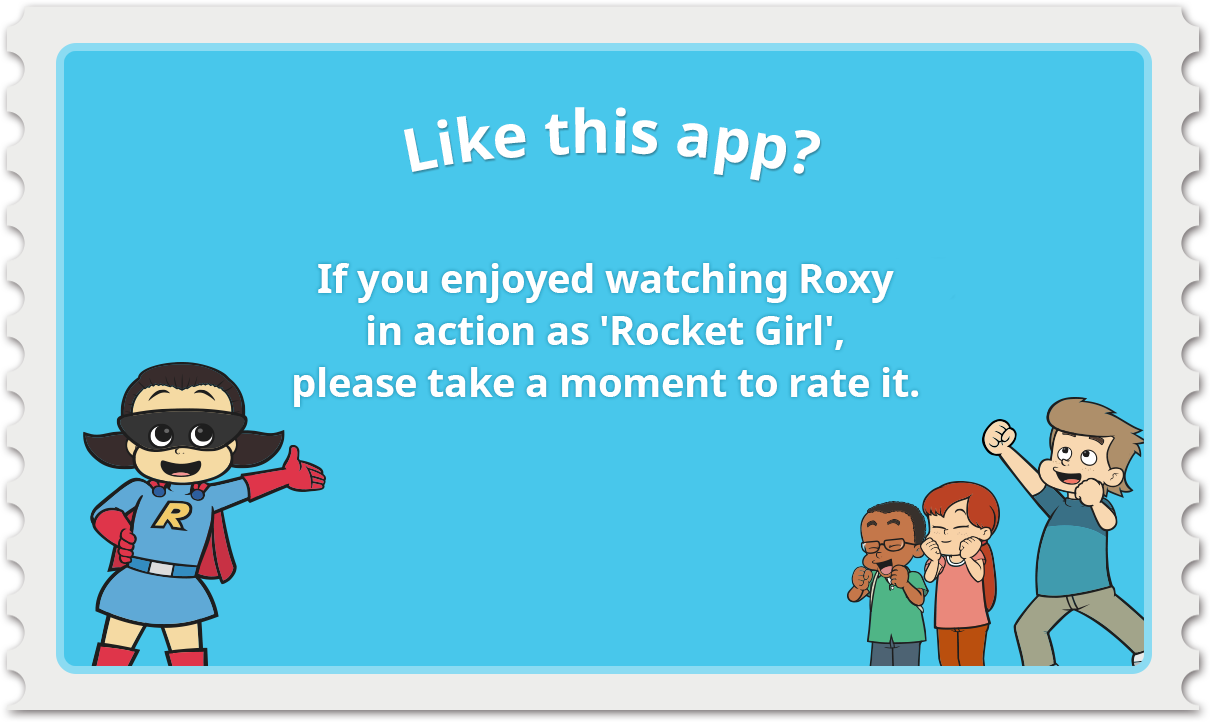 Like this app?
If you enjoyed watching Roxy
in action as 'Rocket Girl',
please take a moment to rate it.
R